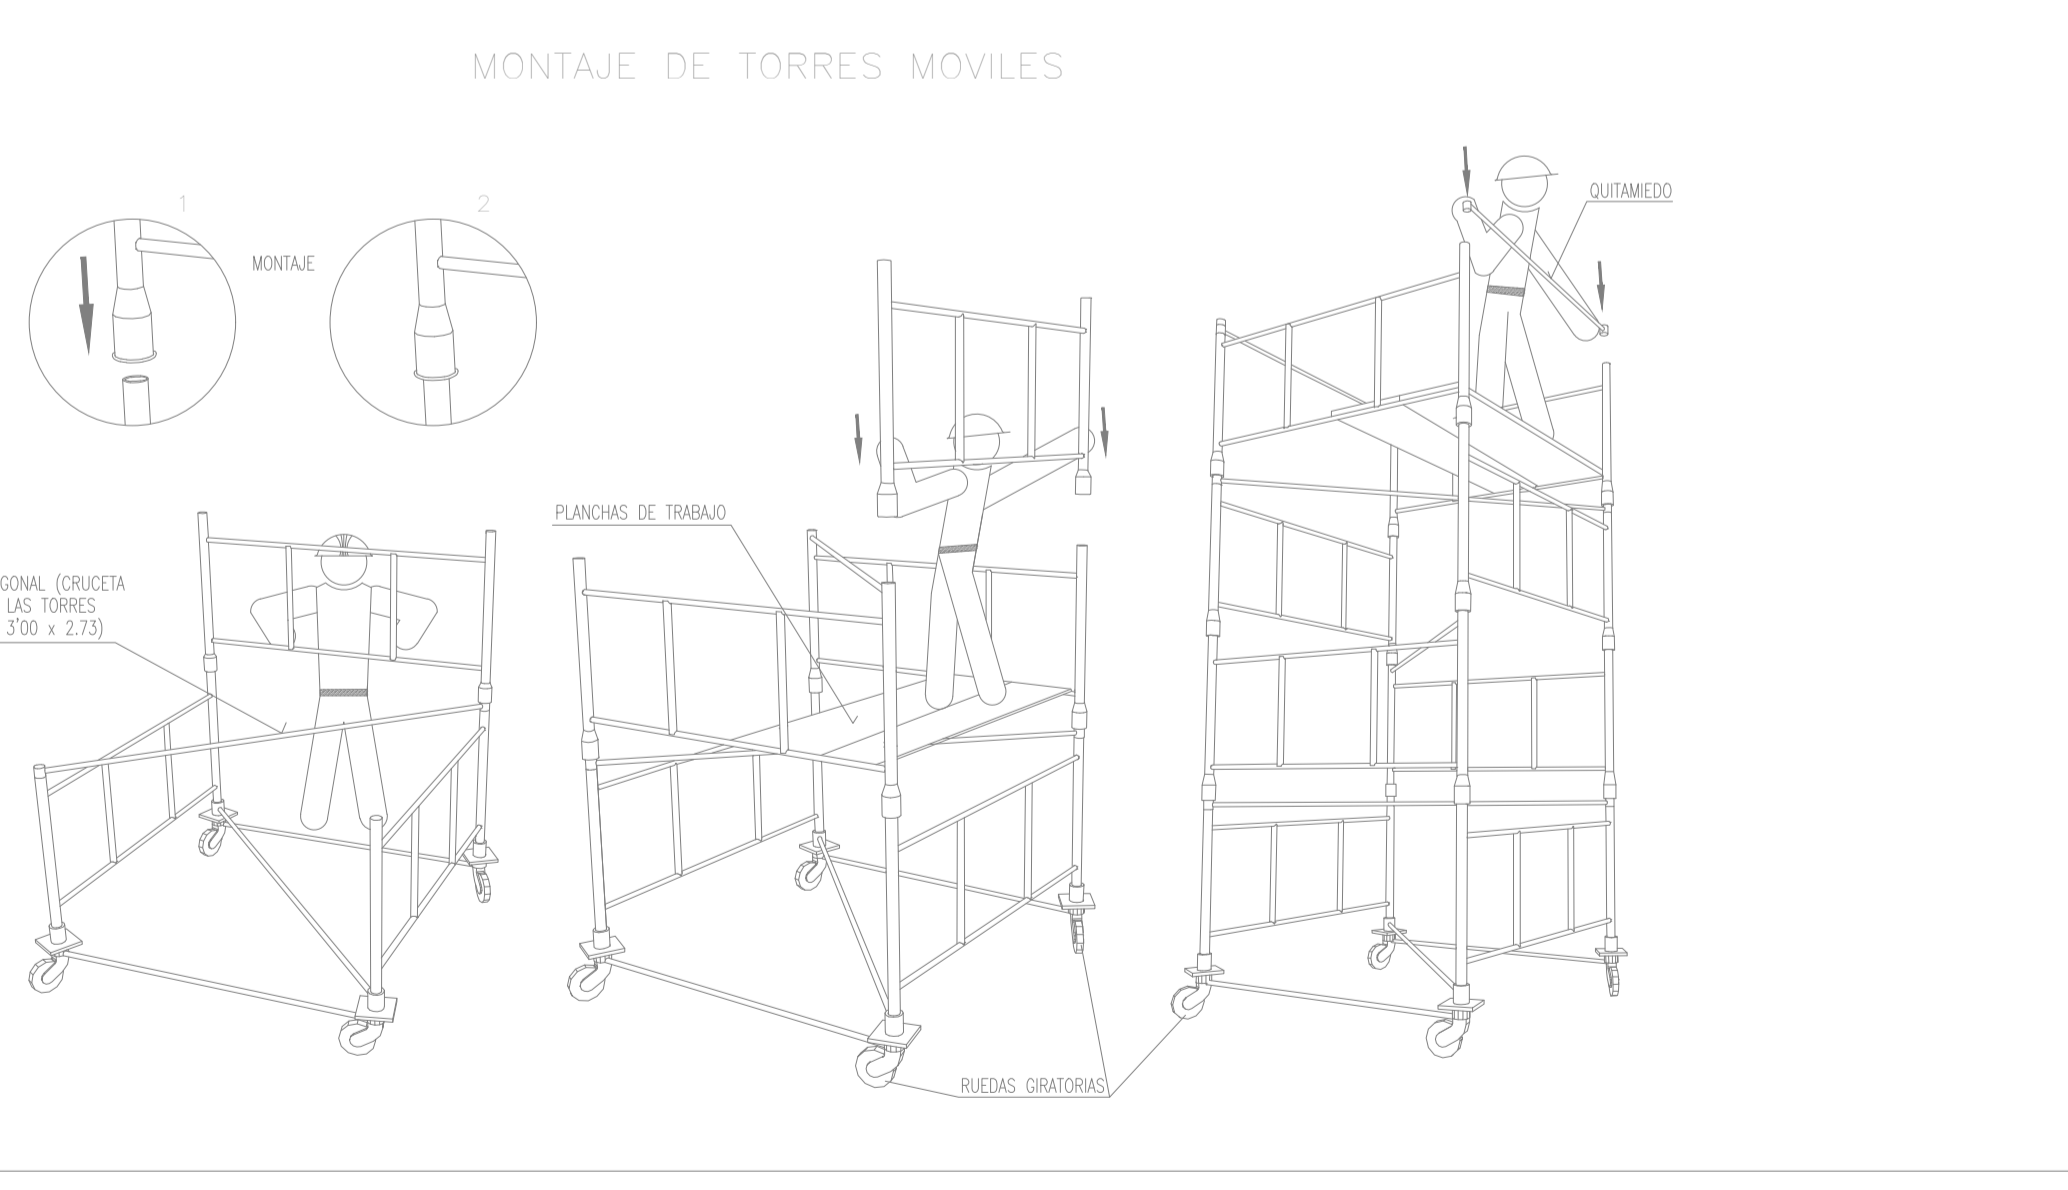 MONTAJE DE TORRES MOVILES
1
2
MONTAJE
QUITAMIEDO
PLANCHAS DE TRABAJO
GONAL (CRUCETA
LAS TORRES
3'00 x 2.73)
RUEDAS GIRATORIAS